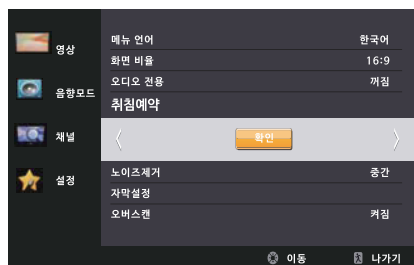 영상
음향모드
채널
설정
메뉴 언어 한국어
화면 비율 16:9
오디오 전용 꺼짐
취침예약
확인
노이즈제거 중간
자막설정
오버스캔 켜짐
이동 나가기